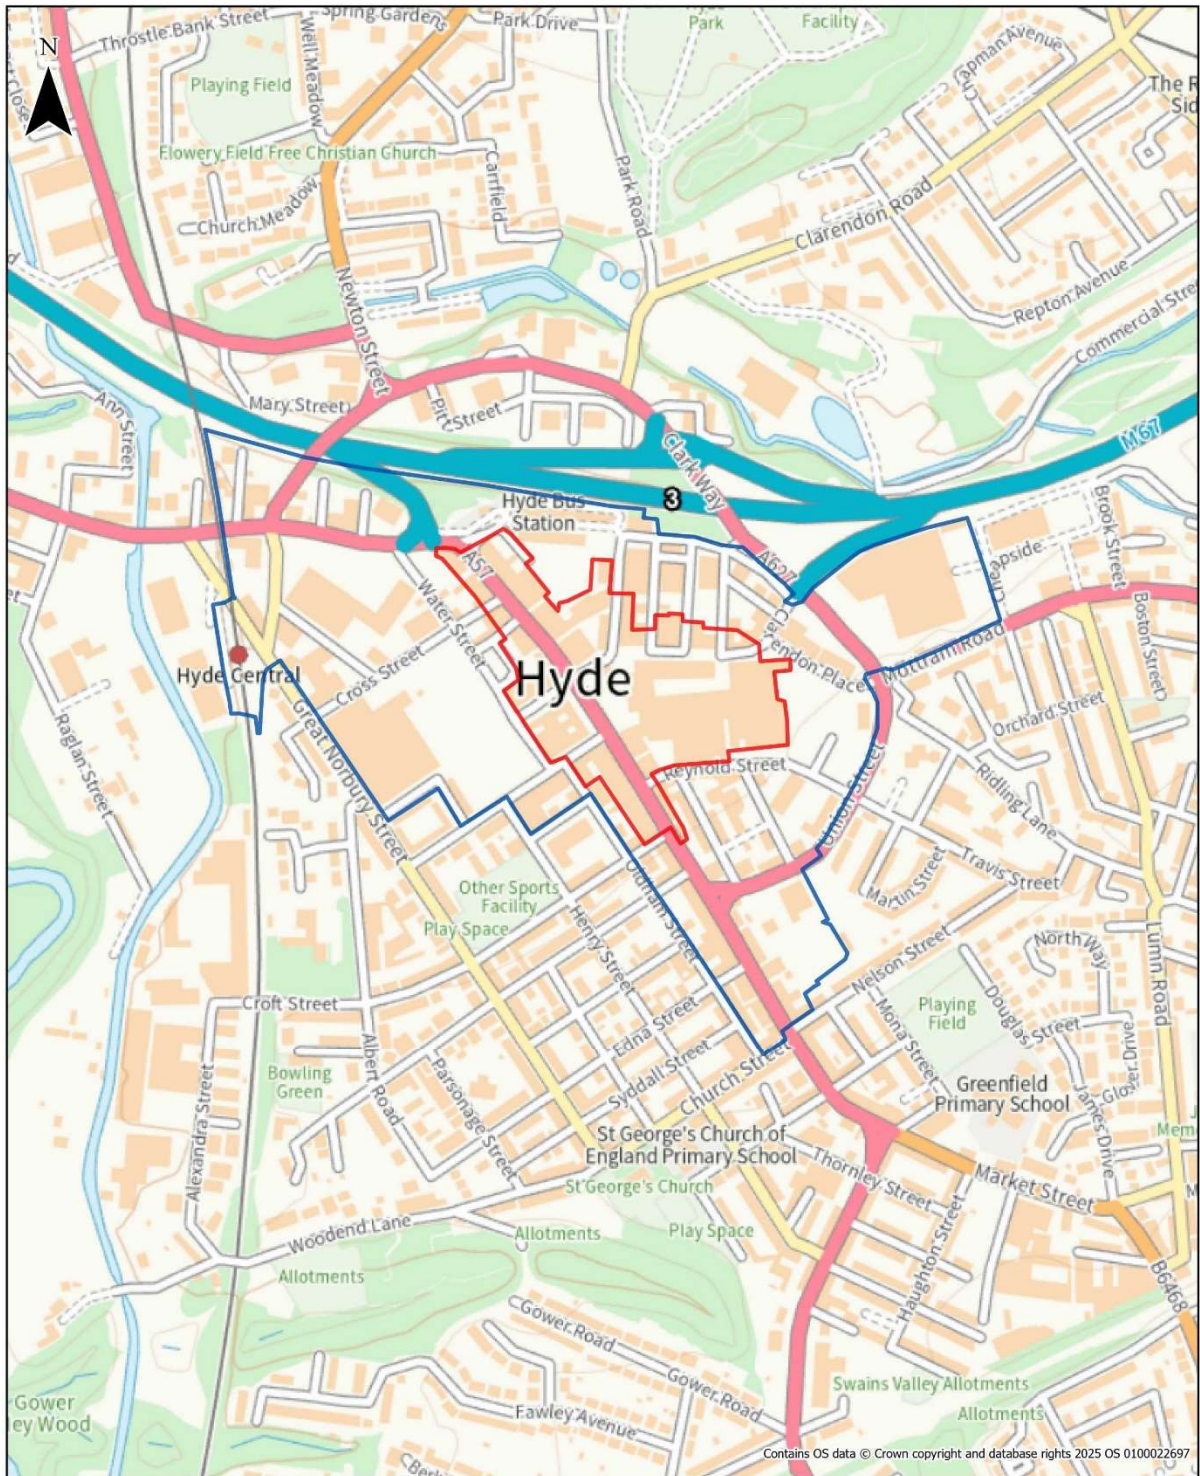 Spring Gardens
Park Drive
Park
Facility
Throstle Bank Street
N
Well Meadow
Chapman Avenue
Playing Field
The R
Sid
Close
Flowery Field Free Christian Church
Carrfield
Park Road
Church Meadow
Clarendon Road
Newton Street
Repton Avenue
Commercial Stre
Ann Street
Mary Street
Pitt Street
Clark Way
M67
3
Hyde Bus
Station
Brook Street
A57
A627
Water Street
Boston Street
Clarendon Place
Mottram Road
Hyde Central
Cross Street
Hyde
Orchard Street
Great Norbury Street
Raglan Street
Reynold Street
Union Street
Ridling Lane
Travis Street
Martin Street
Oldham Street
Other Sports
Facility
Play Space
Henry Street
Lumn Road
North Way
Nelson Street
Croft Street
Playing
Field
Douglas Street
Mona Street
Edna Street
Albert Road
Parsonage Street
Bowling
Green
Syddall Street
Church Street
Greenfield
Primary School
James Drive
Alexandra Street
St George's Church of
England Primary School
Thornley Street
Market Street
St George's Church
Haughton Street
Woodend Lane
Allotments
Play Space
Allotments
B6468
Gower Road
Gower Road
Swains Valley Allotments
Allotments
Gower
ley Wood
Fawley Avenue
Contains OS data © Crown copyright and database rights 2025 OS 0100022697